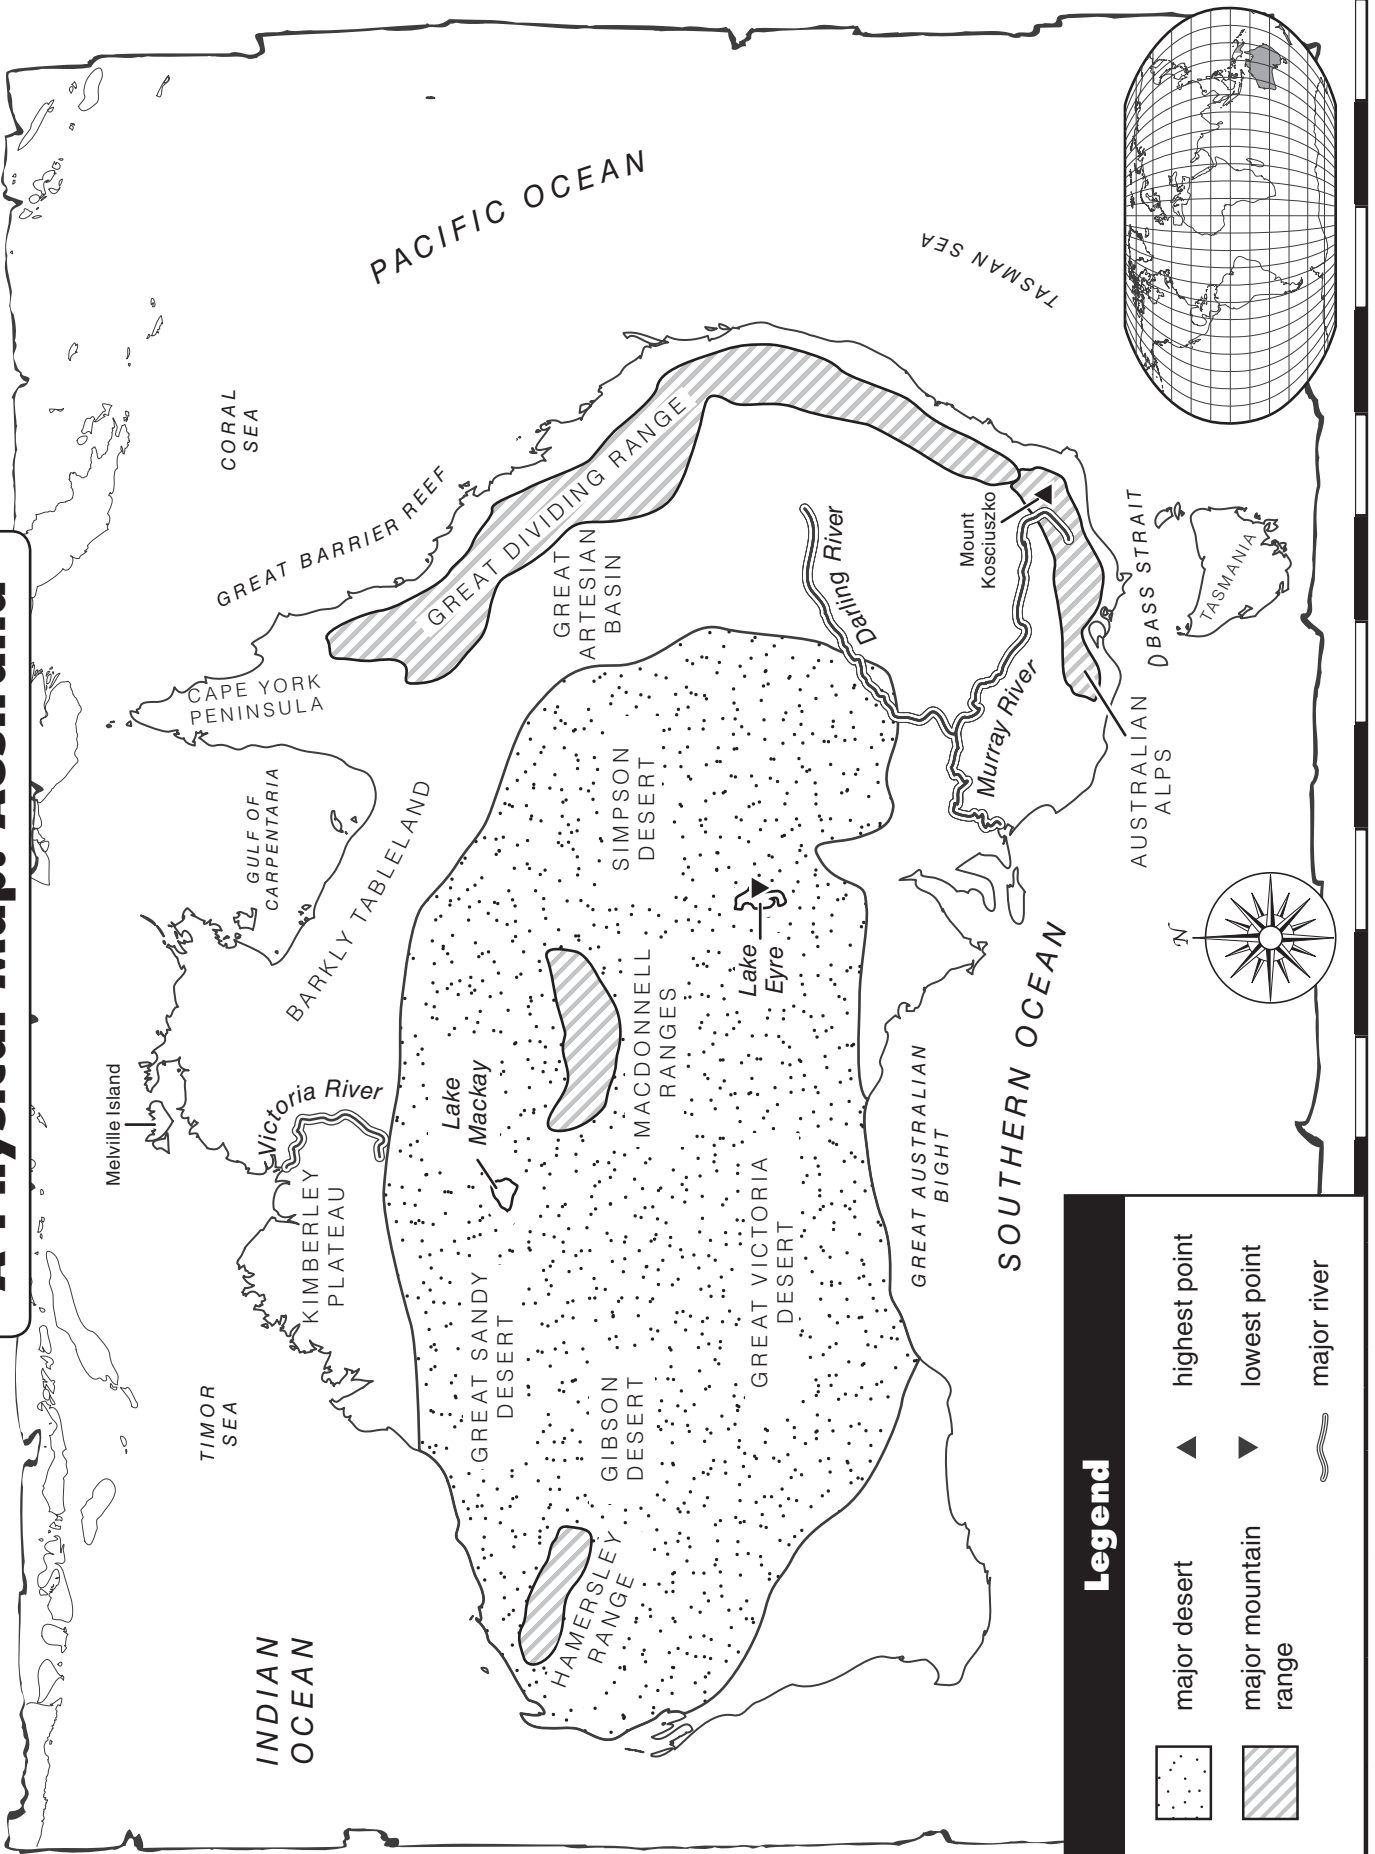 A Physical Map: Australia
INDIAN
OCEAN
TIMOR
SEA
Melville Island
GULF OF
CARPENTARIA
CAPE YORK
PENINSULA
GREAT BARRIER REEF
CORAL
SEA
PACIFIC OCEAN
KIMBERLEY
PLATEAU
Victoria River
BARKLY TABLELAND
GREAT DIVIDING RANGE
GREAT SANDY
DESERT
Lake
Mackay
GREAT
ARTESIAN
BASIN
HAMERSLEY
RANGE
GIBSON
DESERT
MACDONNELL
RANGES
SIMPSON
DESERT
GREAT VICTORIA
DESERT
Lake
Eyre
Darling River
GREAT AUSTRALIAN
BIGHT
Murray River
Mount
Kosciuszko
TASMAN SEA
SOUTHERN OCEAN
AUSTRALIAN
ALPS
DBASS STRAIT
TASMANIA
N
Legend
major desert
major mountain
range
highest point
lowest point
major river